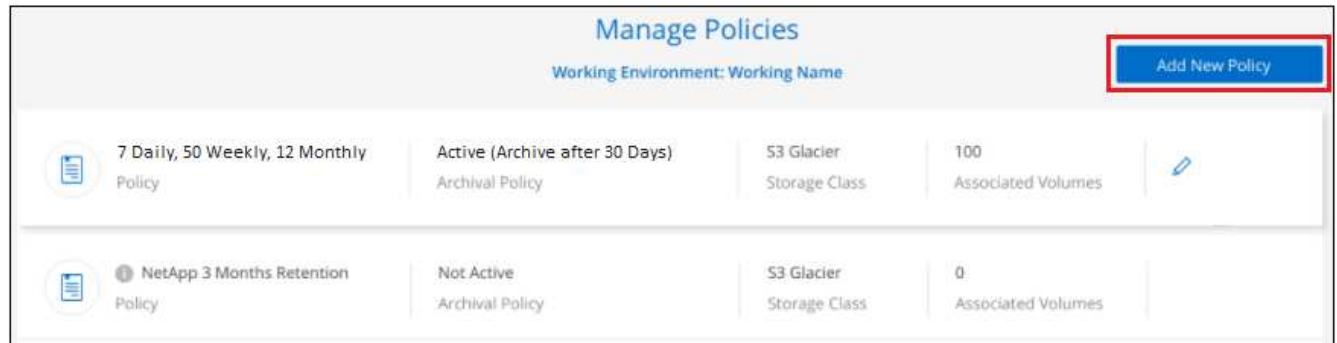 Manage Policies
Working Environment: Working Name
Add New Policy
7 Daily, 50 Weekly, 12 Monthly
Policy
Active (Archive after 30 Days)
Archival Policy
S3 Glacier
Storage Class
100
Associated Volumes
NetApp 3 Months Retention
Policy
Not Active
Archival Policy
S3 Glacier
Storage Class
0
Associated Volumes